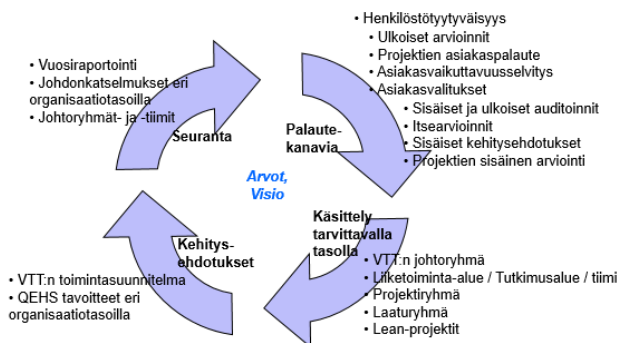 • Henkilöstötyytyväisyys
• Ulkoiset arvioinnit
• Projektien asiakaspalaute
• Asiakasvaikuttavuusselvitys
• Asiakasvalitukset
• Sisäiset ja ulkoiset auditoinnit
• Itsearvioinnit
• Sisäiset kehitysehdotukset
• Projektien sisäinen arviointi
Palaute-
kanavia
Käsittely
tarvittavalla
tasolla
• VTT:n johtoryhmä
• Liiketoiminta-alue / Tutkimusalue / tiimi
• Projektiryhmä
• Laaturyhmä
• Lean-projektit
Kehitys-
ehdotukset
• VTT:n toimintasuunnitelma
• QEHS tavoitteet eri
organisaatiotasoilla
Seuranta
• Vuosiraportointi
• Johdonkatselmukset eri
organisaatiotasoilla
• Johtoryhmät- ja -tiimit
Arvot,
Visio